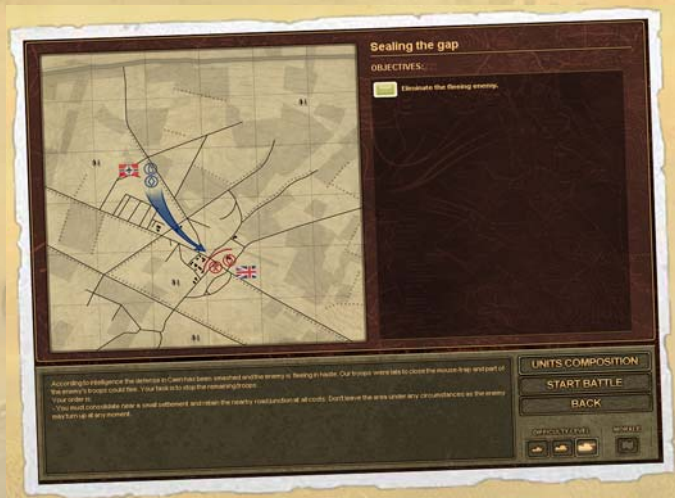 Sealing the gap
OBJECTIVES:
Eliminate the fleeing enemy.
According to intelligence the defense in Caen has been smashed and the enemy is fleeing in haste. Our troops were late to close the mouse-trap and part of
the enemy's troops could flee. Your task is to stop the remaining troops.
Your order is:
- You must consolidate near a small settlement and retain the nearby road junction at all costs. Don't leave the area under any circumstances as the enemy
may turn up at any moment.
UNITS COMPOSITION
START BATTLE
BACK
DIFFICULTY LEVEL
MORALE